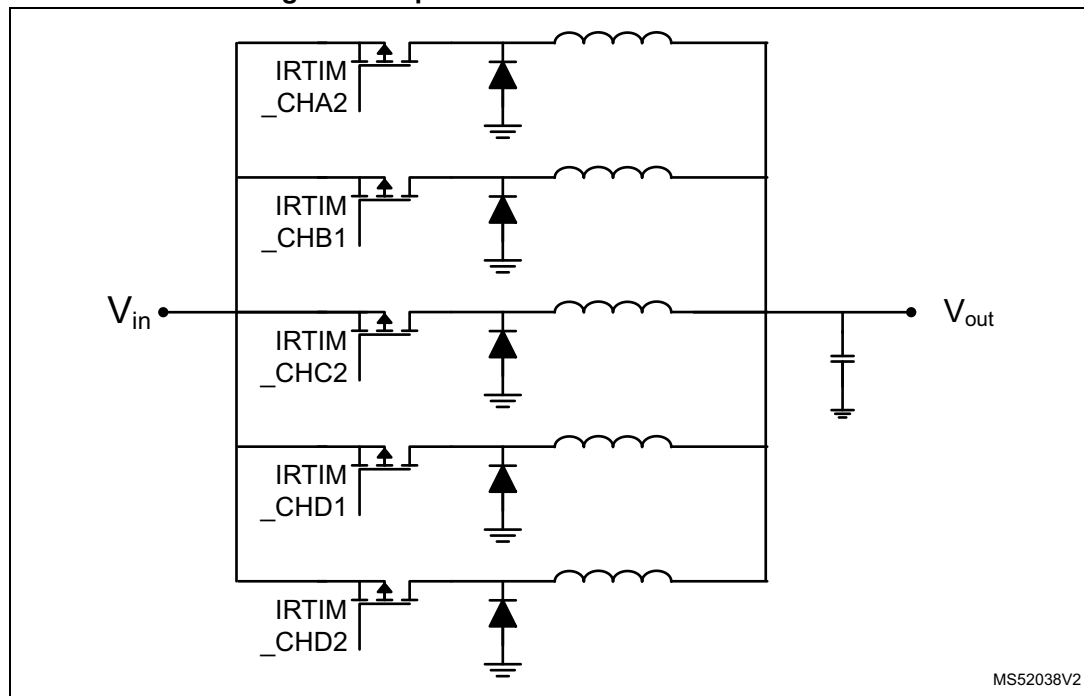 IRTIM
_CHA2
IRTIM
_CHB1
Vin
IRTIM
_CHC2
Vout
IRTIM
_CHD1
IRTIM
_CHD2
MS52038V2